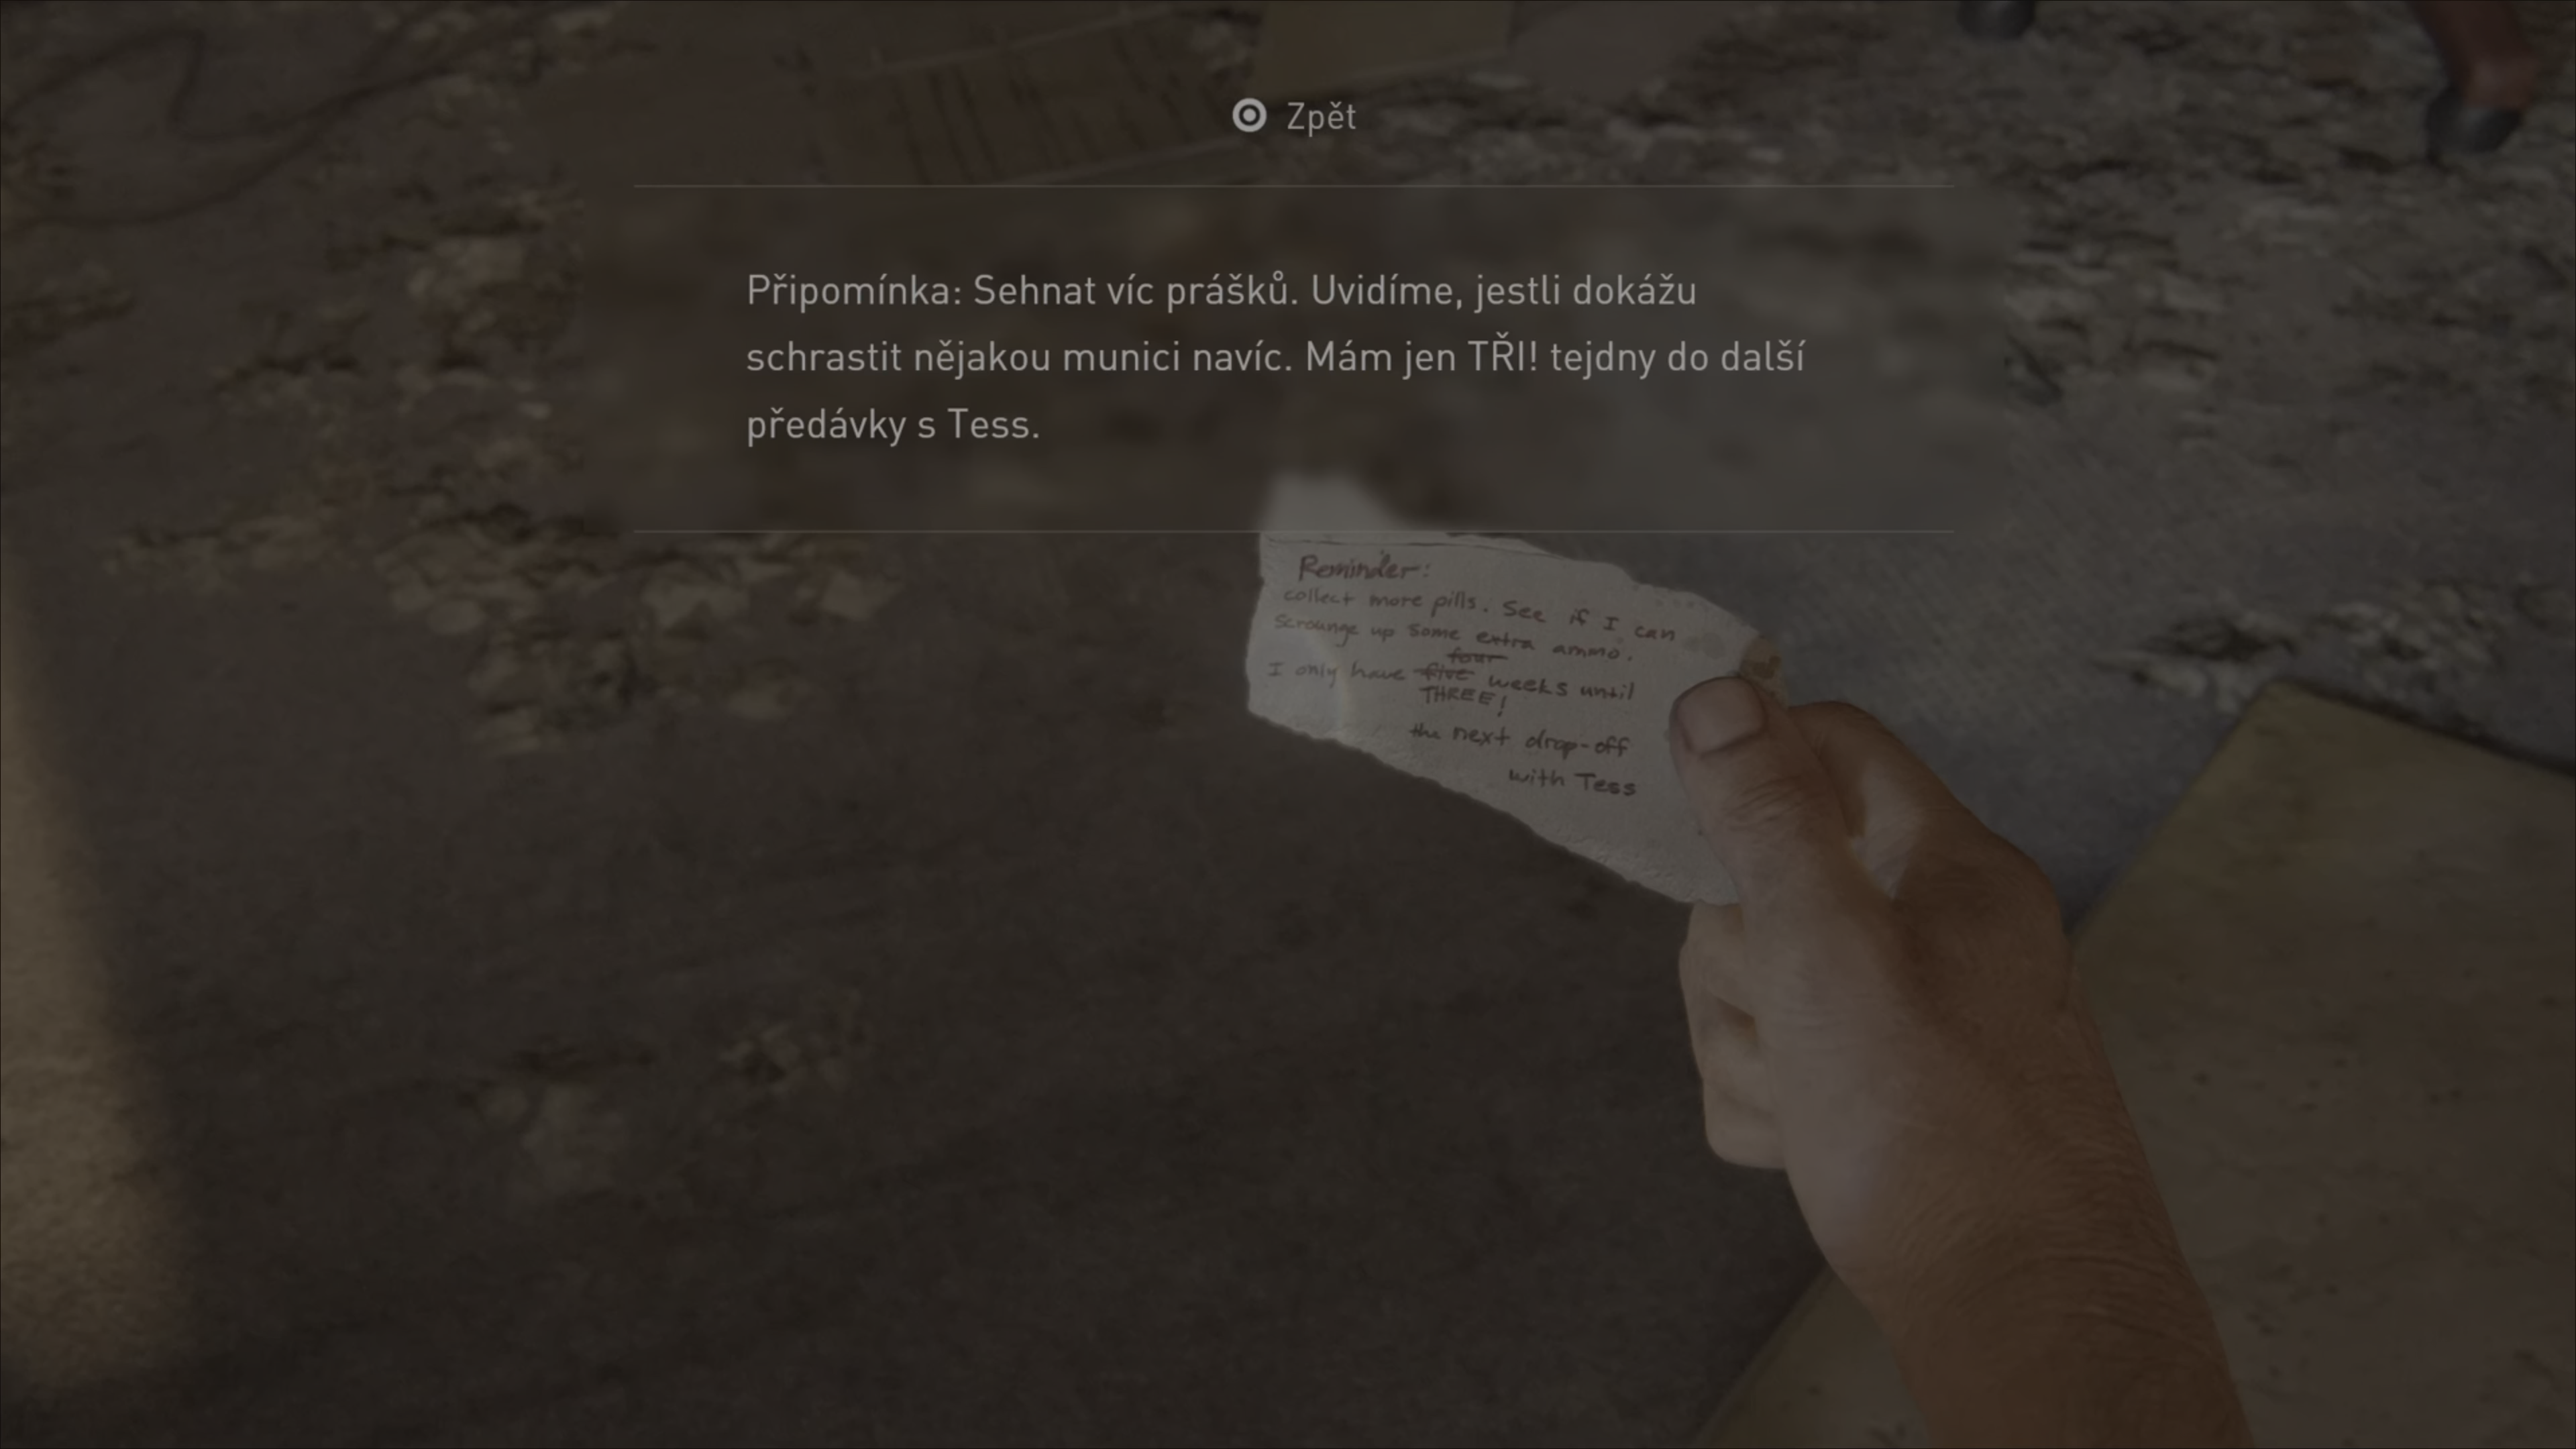 Zpět
Připomínka: Sehnat víc prášků. Uvidíme, jestli dokážu
schrastit nějakou munici navíc. Mám jen TŘI! tejdny do další
předávky s Tess.
Reminder:
collect more pills. See if I can
scrounge up some extra ammo.
four
I only have five weeks until
THREE!
the next drop-off
with Tess